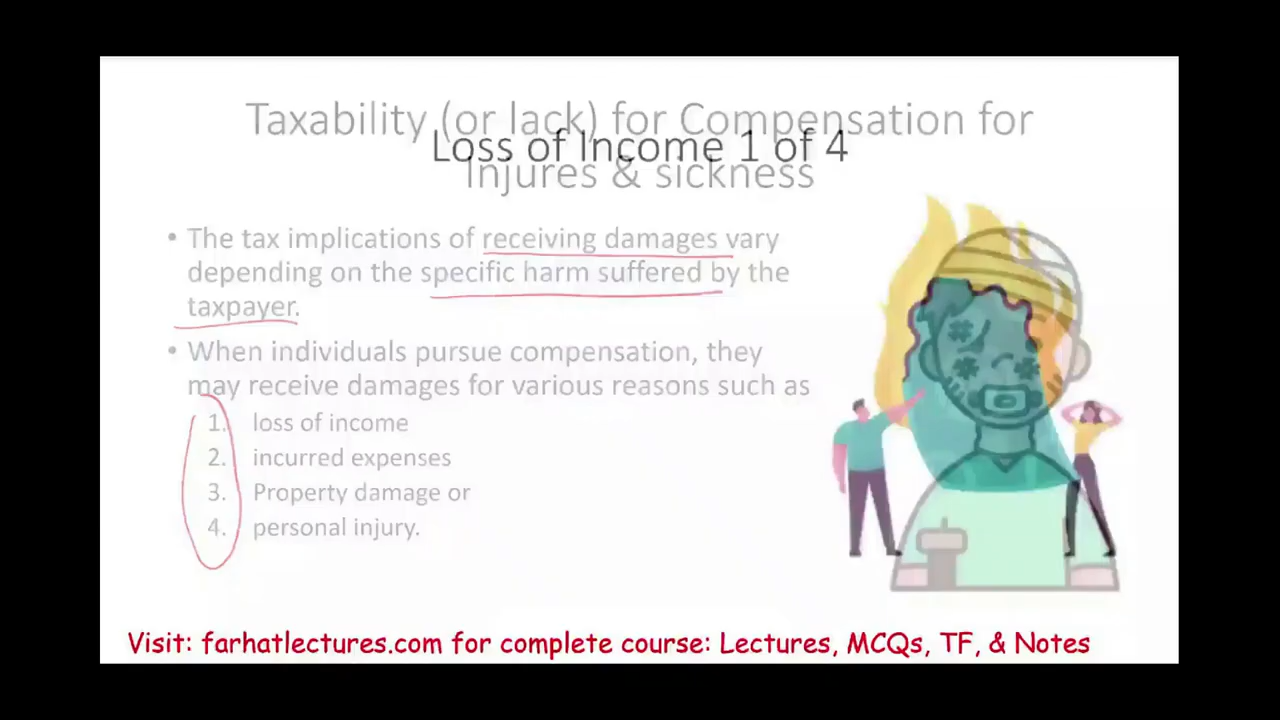 Taxability (or lack) for Compensation for
Loss of Income 1 of 4
Injures & sickness
• The tax implications of receiving damages vary
depending on the specific harm suffered by the
taxpayer.
• When individuals pursue compensation, they
may receive damages for various reasons such as
1. loss of income
2. incurred expenses
3. Property damage or
4. personal injury.
Visit: farhatlectures.com for complete course: Lectures, MCQs, TF, & Notes